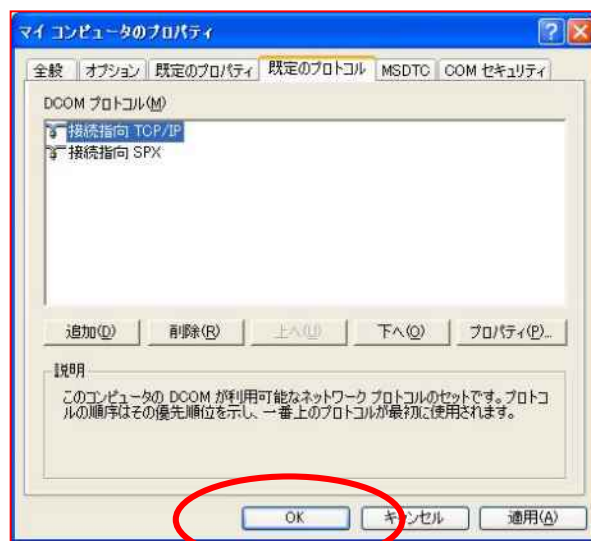 マイ コンピュータのプロパティ
全般 オプション 既定のプロパティ 既定のプロトコル MSDTC COM セキュリティ
DCOM プロトコル(M)
接続指向 TCP/IP
接続指向 SPX
追加(D) 削除(R) 上へ(U) 下へ(O) プロパティ(P)...
説明
このコンピュータの DCOM が利用可能なネットワーク プロトコルのセットです。プロトコ
ルの順序はその優先順位を示し、一番上のプロトコルが最初に使用されます。
OK キャンセル 適用(A)